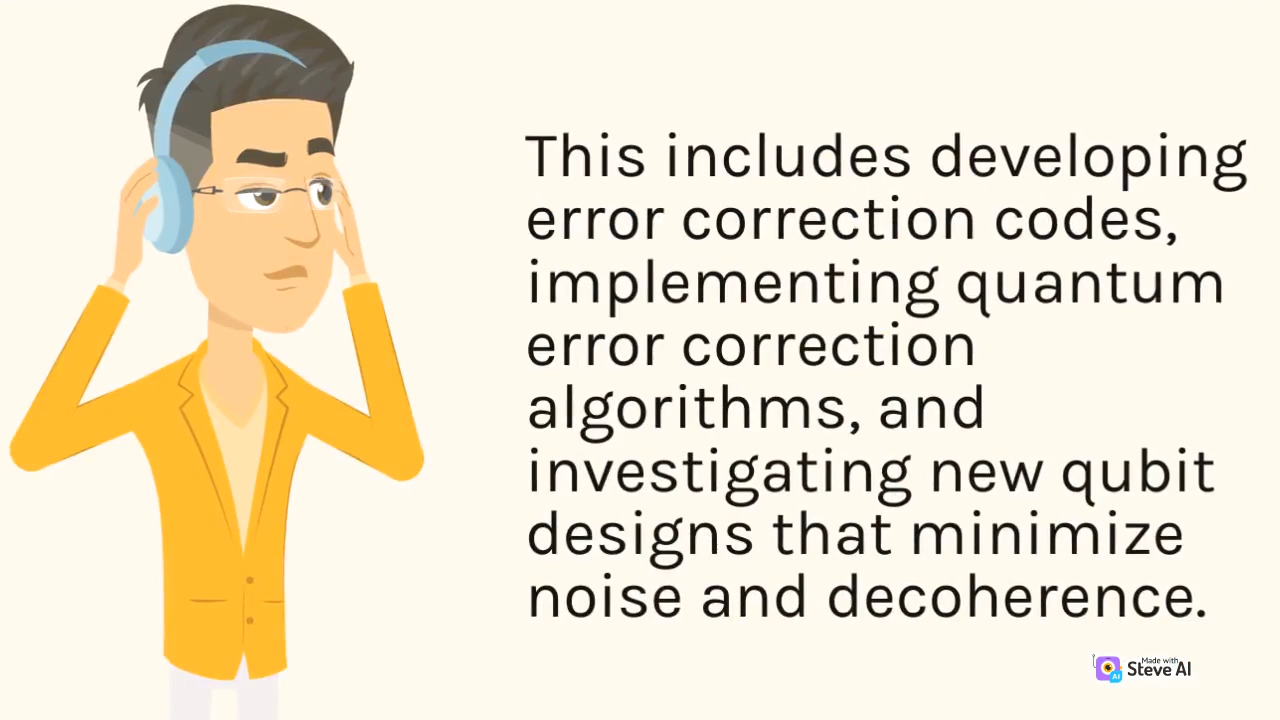 This includes developing
error correction codes,
implementing quantum
error correction
algorithms, and
investigating new qubit
designs that minimize
noise and decoherence.
Made with
Steve AI
AI